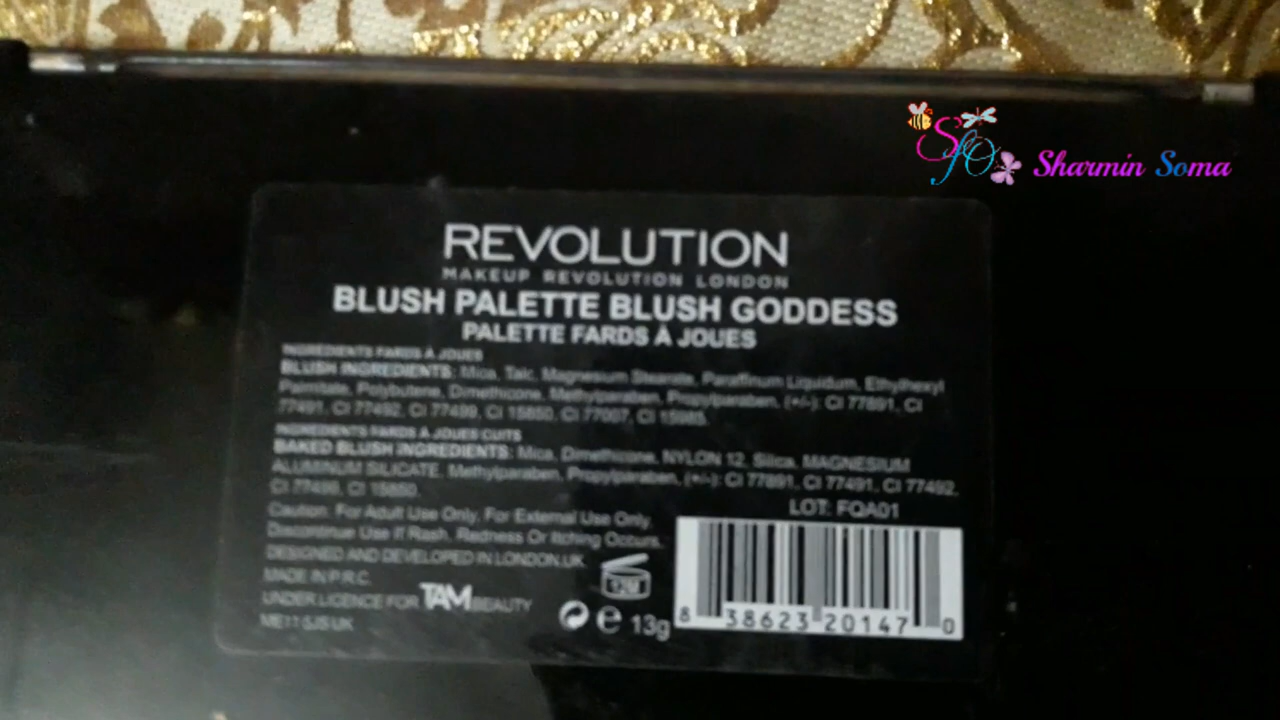 SfO Sharmin Soma
REVOLUTION
MAKEUP REVOLUTION LONDON
BLUSH PALETTE BLUSH GODDESS
PALETTE FARDS À JOUES
INGREDIENTS FARDS À JOUES
BLUSH INGREDIENTS: Mica, Talc, Magnesium Stearate, Paraffinum Liquidum, Ethylhexyl
Palmitate, Polybutene, Dimethicone, Methylparaben, Propylparaben, (+/-): CI 77891, CI
77491, CI 77492, CI 77499, CI 15850, CI 77007, CI 15985.
INGREDIENTS FARDS À JOUES CUITS
BAKED BLUSH INGREDIENTS: Mica, Dimethicone, NYLON 12, Silica, MAGNESIUM
ALUMINUM SILICATE, Methylparaben, Propylparaben, (+/-): CI 77891, CI 77491, CI 77492,
CI 77499, CI 15850.
LOT: FQA01
Caution: For Adult Use Only. For External Use Only.
Discontinue Use If Rash, Redness Or Itching Occurs.
DESIGNED AND DEVELOPED IN LONDON.UK
MADE IN P.R.C.
UNDER LICENCE FOR TAM BEAUTY
ME11 5JS UK
12M
e 13g
8 38623 20147 0